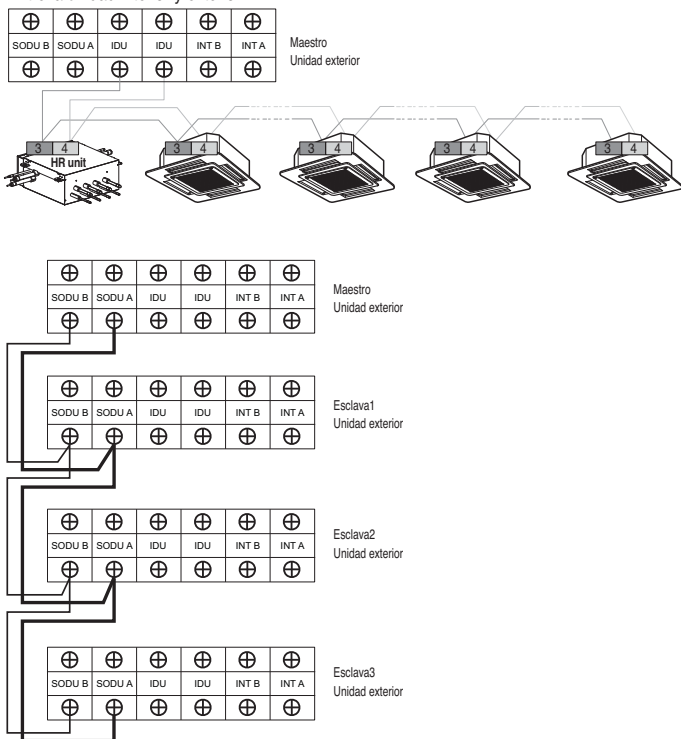 SODU B SODU A IDU IDU INT B INT A
Maestro
Unidad exterior
3 4 3 4 3 4 3 4 3 4
HR unit
SODU B SODU A IDU IDU INT B INT A
Maestro
Unidad exterior
SODU B SODU A IDU IDU INT B INT A
Esclava1
Unidad exterior
SODU B SODU A IDU IDU INT B INT A
Esclava2
Unidad exterior
SODU B SODU A IDU IDU INT B INT A
Esclava3
Unidad exterior